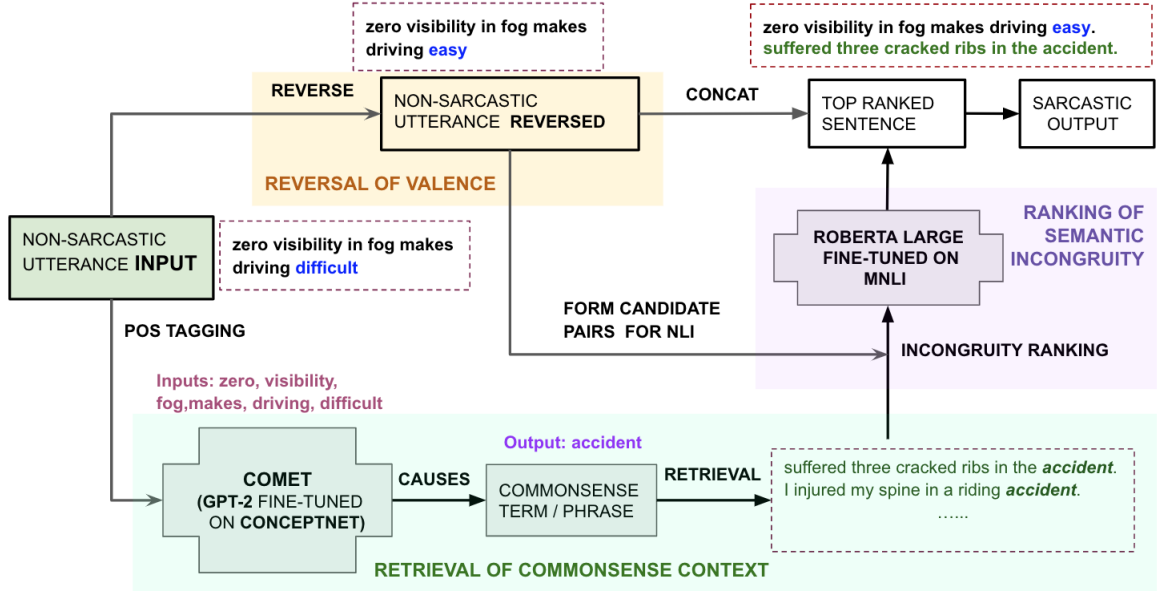 zero visibility in fog makes
driving easy
zero visibility in fog makes driving easy.
suffered three cracked ribs in the accident.
REVERSE
NON-SARCASTIC
UTTERANCE REVERSED
CONCAT
TOP RANKED
SENTENCE
SARCASTIC
OUTPUT
REVERSAL OF VALENCE
NON-SARCASTIC
UTTERANCE INPUT
zero visibility in fog makes
driving difficult
RANKING OF
SEMANTIC
INCONGRUITY
ROBERTA LARGE
FINE-TUNED ON
MNLI
POS TAGGING
FORM CANDIDATE
PAIRS FOR NLI
INCONGRUITY RANKING
Inputs: zero, visibility,
fog,makes, driving, difficult
Output: accident
COMET
(GPT-2 FINE-TUNED
ON CONCEPTNET)
CAUSES
COMMONSENSE
TERM / PHRASE
RETRIEVAL
suffered three cracked ribs in the accident.
I injured my spine in a riding accident.
…...
RETRIEVAL OF COMMONSENSE CONTEXT